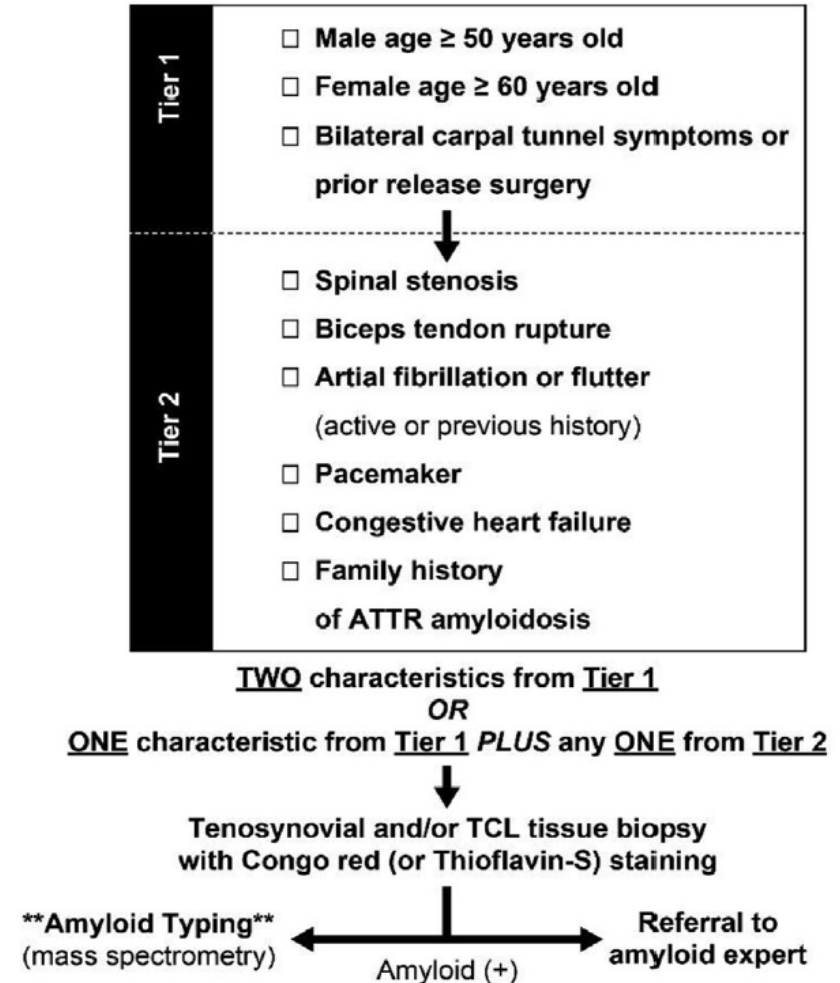 Tier 1
□ Male age ≥ 50 years old
□ Female age ≥ 60 years old
□ Bilateral carpal tunnel symptoms or
prior release surgery
Tier 2
□ Spinal stenosis
□ Biceps tendon rupture
□ Artial fibrillation or flutter
(active or previous history)
□ Pacemaker
□ Congestive heart failure
□ Family history
of ATTR amyloidosis
TWO characteristics from Tier 1
OR
ONE characteristic from Tier 1 PLUS any ONE from Tier 2
Tenosynovial and/or TCL tissue biopsy
with Congo red (or Thioflavin-S) staining
**Amyloid Typing**
(mass spectrometry)
Amyloid (+)
Referral to
amyloid expert